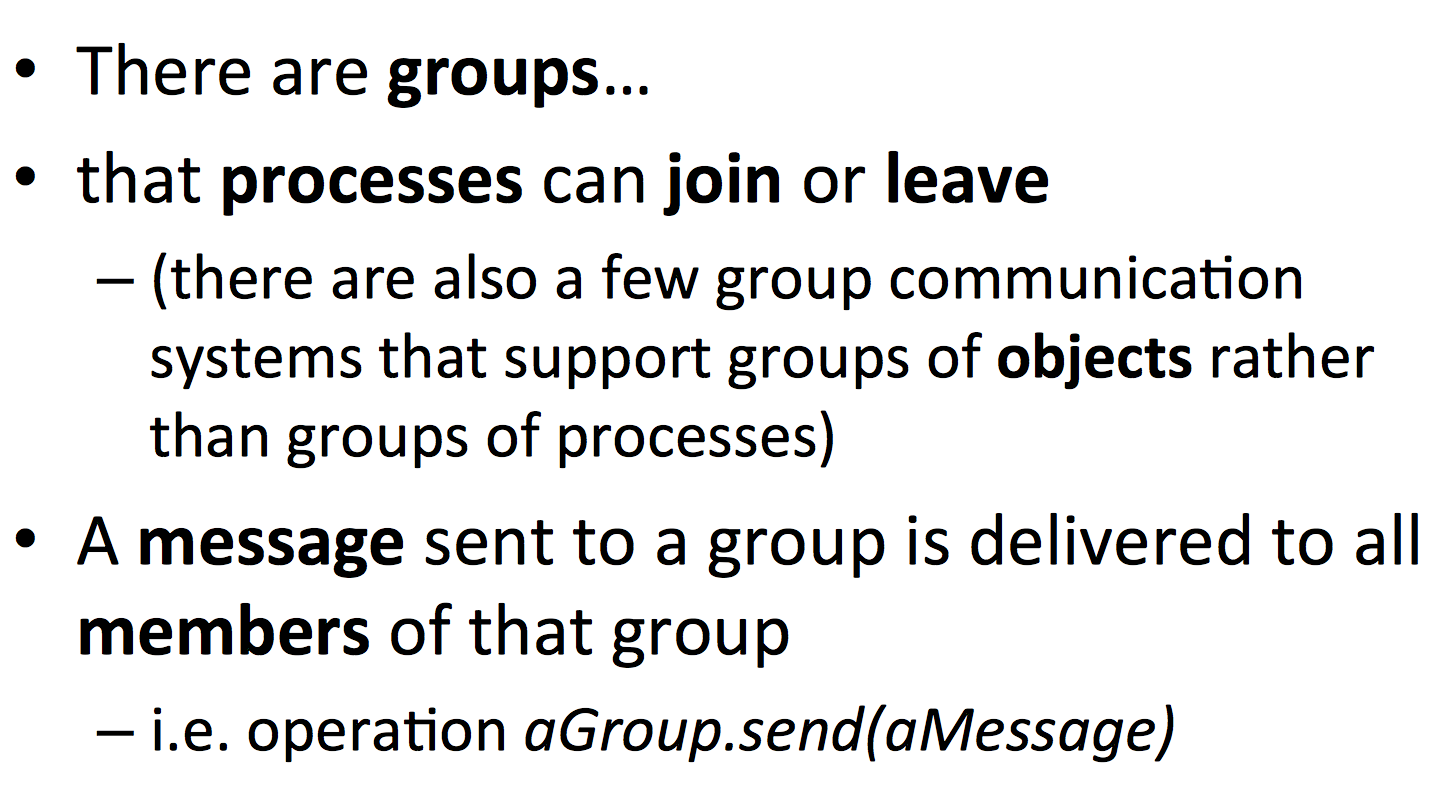 • There are groups…
• that processes can join or leave
– (there are also a few group communication
systems that support groups of objects rather
than groups of processes)
• A message sent to a group is delivered to all
members of that group
– i.e. operation aGroup.send(aMessage)